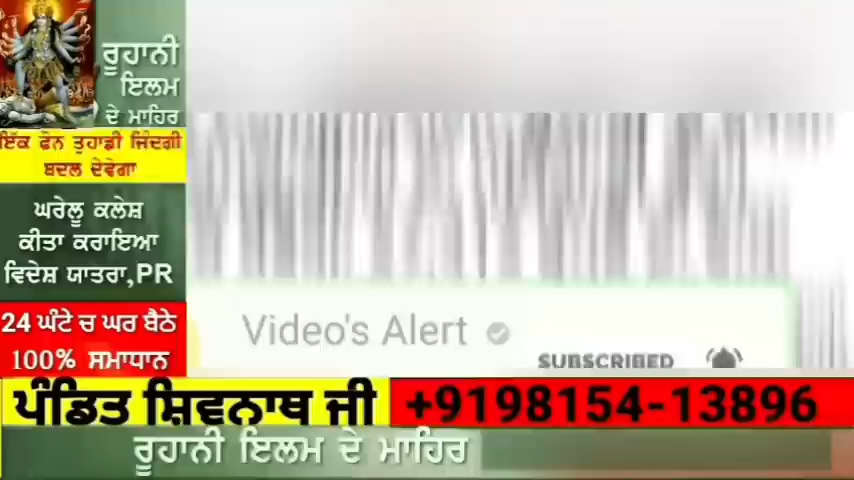 ਰੂਹਾਨੀ
ਇਲਮ
ਦੇ ਮਾਹਿਰ
ਇੱਕ ਫੋਨ ਤੁਹਾਡੀ ਜਿੰਦਗੀ
ਬਦਲ ਦੇਵੇਗਾ
ਘਰੇਲੂ ਕਲੇਸ਼
ਕੀਤਾ ਕਰਾਇਆ
ਵਿਦੇਸ਼ ਯਾਤਰਾ,PR
24 ਘੰਟੇ ਚ ਘਰ ਬੈਠੇ
100% ਸਮਾਧਾਨ
Video's Alert
SUBSCRIBED
ਪੰਡਿਤ ਸ਼ਿਵਨਾਥ ਜੀ +9198154-13896
ਰੂਹਾਨੀ ਇਲਮ ਦੇ ਮਾਹਿਰ